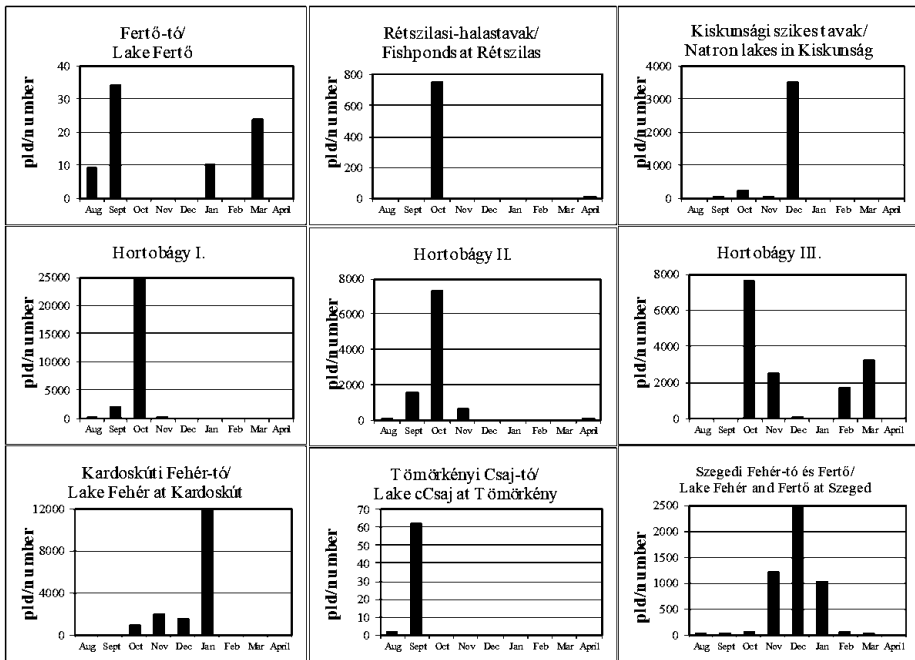 Fertő-tó/
Lake Fertő
pld/number
40
30
20
10
0
Aug Sept Oct Nov Dec Jan Feb Mar April
Rétszilasi-halastavak/
Fishponds at Rétszilas
pld/number
800
600
400
200
0
Aug Sept Oct Nov Dec Jan Feb Mar April
Kiskunsági szikes tavak/
Natron lakes in Kiskunság
pld/number
4000
3000
2000
1000
0
Aug Sept Oct Nov Dec Jan Feb Mar April
Hortobágy I.
pld/number
25000
20000
15000
10000
5000
0
Aug Sept Oct Nov Dec Jan Feb Mar April
Hortobágy II.
pld/number
8000
6000
4000
2000
0
Aug Sept Oct Nov Dec Jan Feb Mar April
Hortobágy III.
pld/number
8000
6000
4000
2000
0
Aug Sept Oct Nov Dec Jan Feb Mar April
Kardoskúti Fehér-tó/
Lake Fehér at Kardoskút
pld/number
12000
8000
4000
0
Aug Sept Oct Nov Dec Jan Feb Mar April
Tömörkényi Csaj-tó/
Lake cCsaj at Tömörkény
pld/number
70
60
50
40
30
20
10
0
Aug Sept Oct Nov Dec Jan Feb Mar April
Szegedi Fehér-tó és Fertő/
Lake Fehér and Fertő at Szeged
pld/number
2500
2000
1500
1000
500
0
Aug Sept Oct Nov Dec Jan Feb Mar April